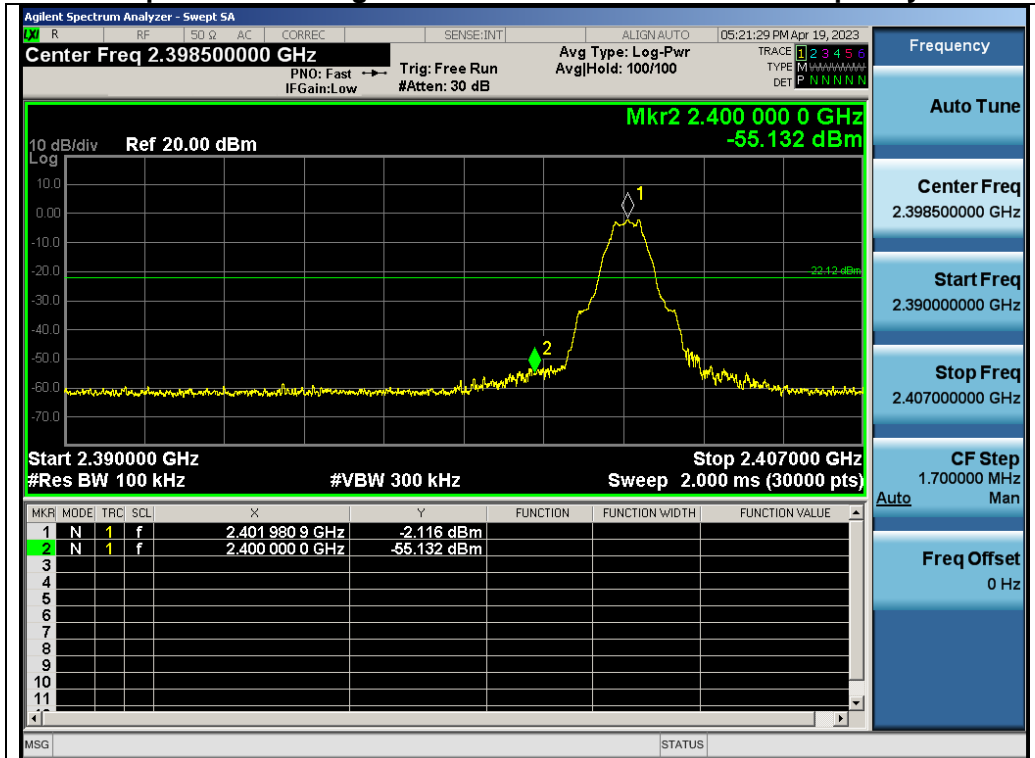 Agilent Spectrum Analyzer - Swept SA
LXI R RF 50 Ω AC CORREC SENSE:INT ALIGN AUTO 05:21:29 PM Apr 19, 2023
Center Freq 2.398500000 GHz
PNO: Fast
IFGain:Low
Trig: Free Run
#Atten: 30 dB
Avg Type: Log-Pwr
Avg|Hold: 100/100
TRACE 1 2 3 4 5 6
TYPE M WWWWW
DET P N N N N N
Frequency
Mkr2 2.400 000 0 GHz
-55.132 dBm
10 dB/div Ref 20.00 dBm
Log
10.0
0.00
-10.0
-20.0
-30.0
-40.0
-50.0
-60.0
-70.0
1
2
-22.12 dBm
Start 2.390000 GHz Stop 2.407000 GHz
#Res BW 100 kHz #VBW 300 kHz Sweep 2.000 ms (30000 pts)
MKR MODE TRC SCL X Y FUNCTION FUNCTION WIDTH FUNCTION VALUE
1 N 1 f 2.401 980 9 GHz -2.116 dBm
2 N 1 f 2.400 000 0 GHz -55.132 dBm
3
4
5
6
7
8
9
10
11
Auto Tune
Center Freq
2.398500000 GHz
Start Freq
2.390000000 GHz
Stop Freq
2.407000000 GHz
CF Step
1.700000 MHz
Auto Man
Freq Offset
0 Hz
MSG STATUS